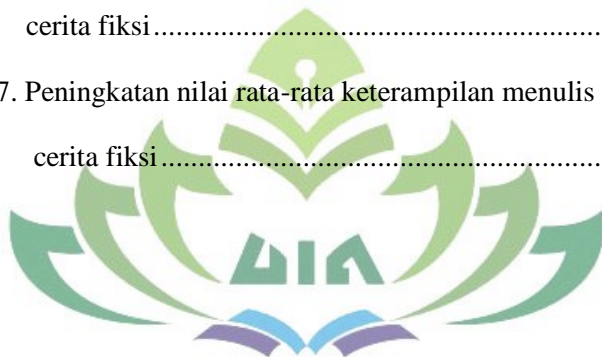 cerita fiksi...........................................................
7. Peningkatan nilai rata-rata keterampilan menulis
cerita fiksi..........................................................
UIN